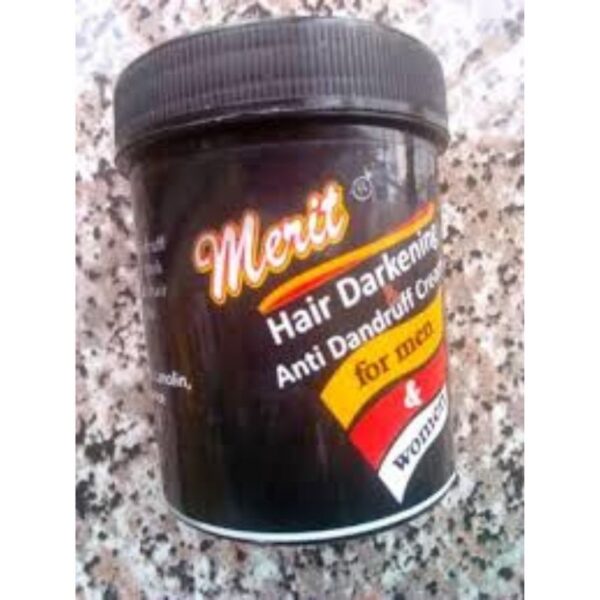 Merit ®
Hair Darkening
&
Anti Dandruff Cream
for men
&
women